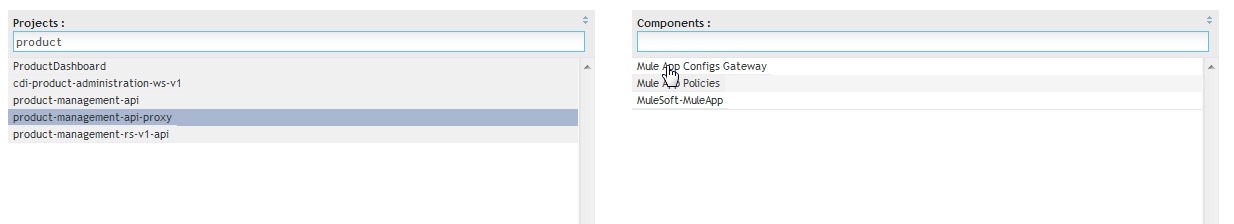 Projects :
product
ProductDashboard
cdi-product-administration-ws-v1
product-management-api
product-management-api-proxy
product-management-rs-v1-api
Components :
Mule App Configs Gateway
Mule App Policies
MuleSoft-MuleApp